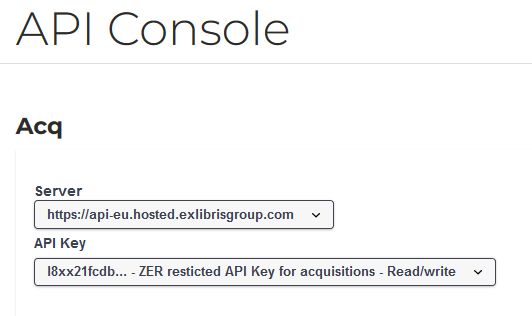 API Console
Acq
Server
https://api-eu.hosted.exlibrisgroup.com
API Key
l8xx21fcdb... - ZER resticted API Key for acquisitions - Read/write